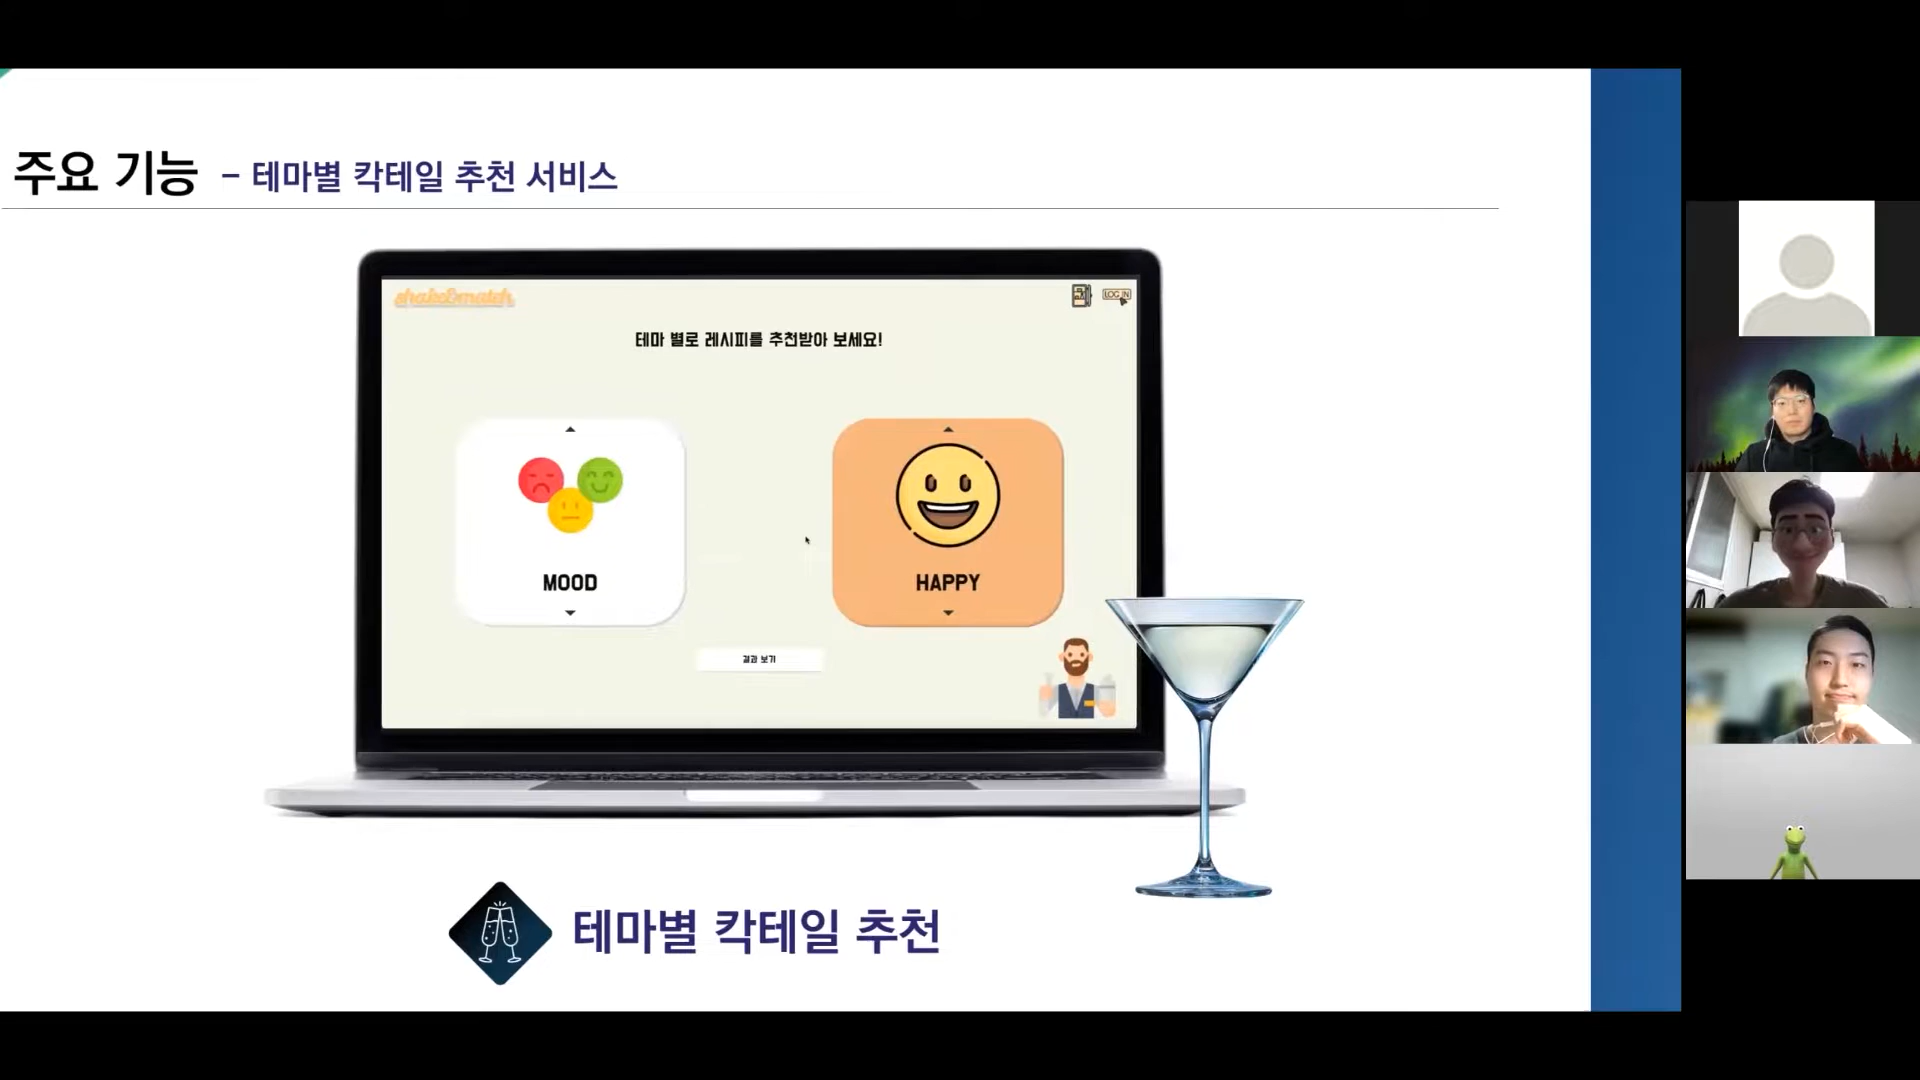 주요 기능 – 테마별 칵테일 추천 서비스
shake&match
LOG IN
테마 별로 레시피를 추천받아 보세요!
MOOD
HAPPY
결과 보기
테마별 칵테일 추천